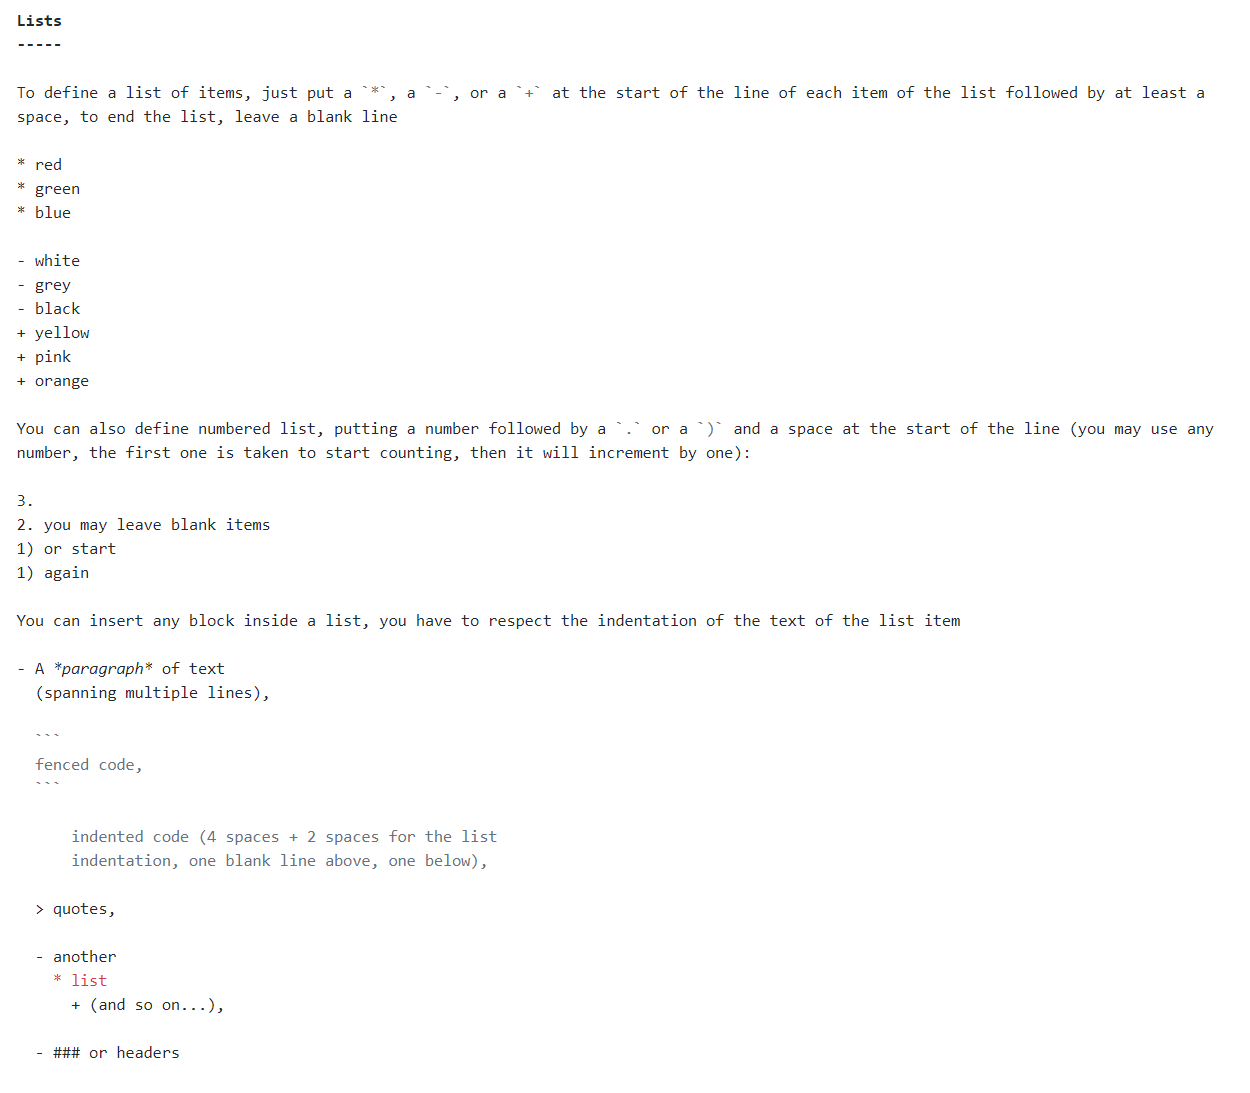 Lists
-----

To define a list of items, just put a `*`, a `-`, or a `+` at the start of the line of each item of the list followed by at least a
space, to end the list, leave a blank line

* red
* green
* blue

- white
- grey
- black
+ yellow
+ pink
+ orange

You can also define numbered list, putting a number followed by a `.` or a `)` and a space at the start of the line (you may use any
number, the first one is taken to start counting, then it will increment by one):

3.
2. you may leave blank items
1) or start
1) again

You can insert any block inside a list, you have to respect the indentation of the text of the list item

- A *paragraph* of text
  (spanning multiple lines),

  ```
  fenced code,
  ```

      indented code (4 spaces + 2 spaces for the list
      indentation, one blank line above, one below),

  > quotes,

  - another
    * list
      + (and so on...),

  - ### or headers